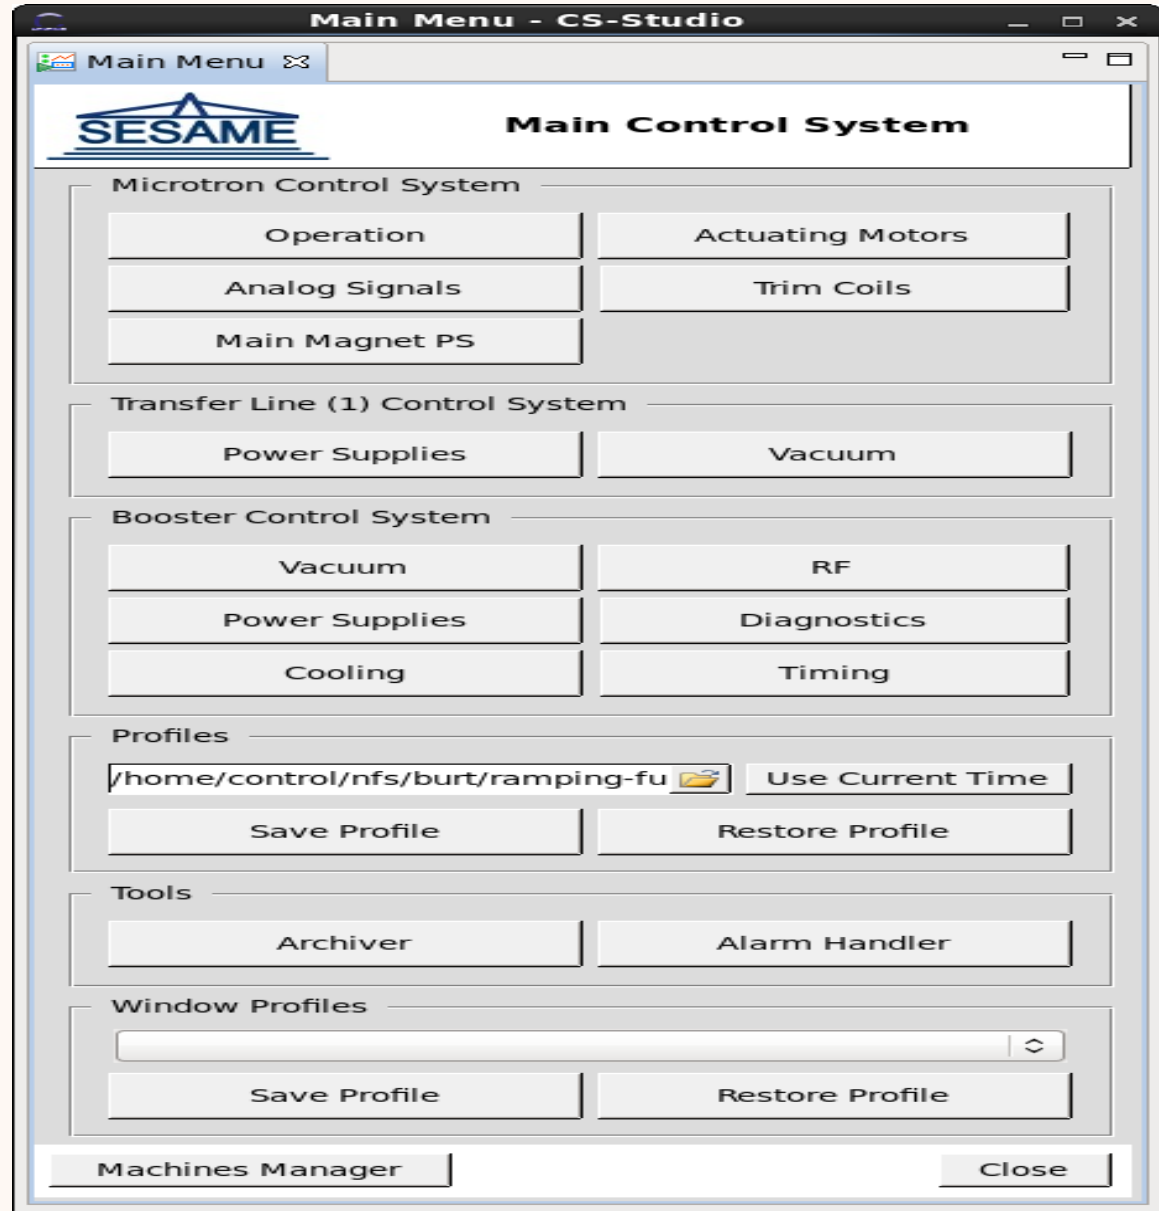 Main Menu - CS-Studio
Main Menu
SESAME
Main Control System
Microtron Control System
Operation Actuating Motors
Analog Signals Trim Coils
Main Magnet PS
Transfer Line (1) Control System
Power Supplies Vacuum
Booster Control System
Vacuum RF
Power Supplies Diagnostics
Cooling Timing
Profiles
/home/control/nfs/burt/ramping-fu Use Current Time
Save Profile Restore Profile
Tools
Archiver Alarm Handler
Window Profiles
Save Profile Restore Profile
Machines Manager Close